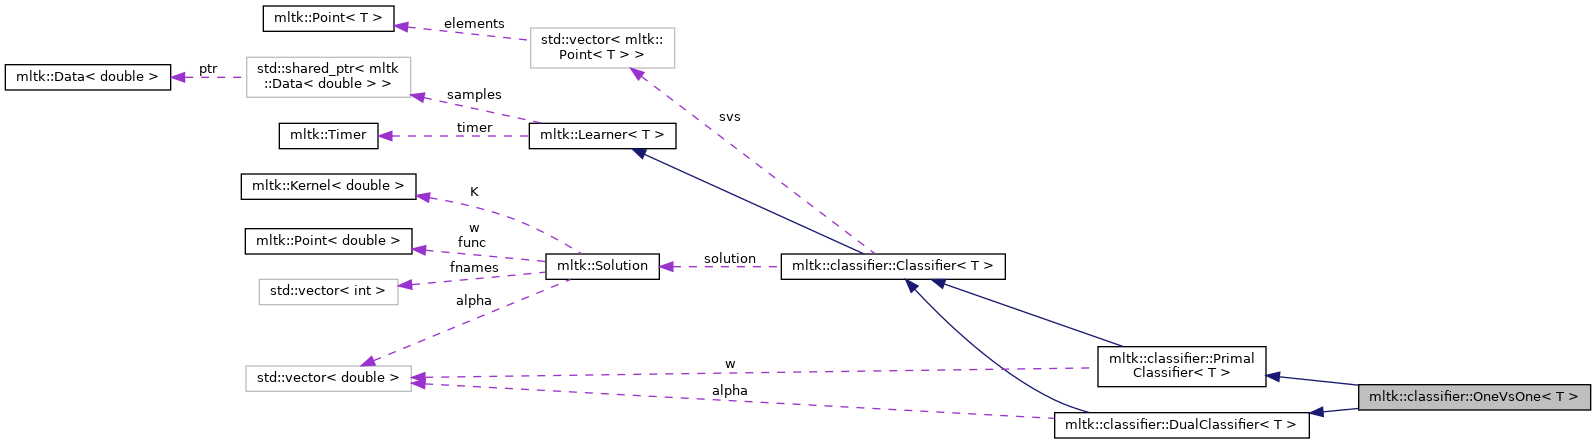 mltk::Point< T >
elements
std::vector< mltk::
Point< T > >
mltk::Data< double >
ptr
std::shared_ptr< mltk
::Data< double > >
samples
svs
mltk::Timer
timer
mltk::Learner< T >
mltk::Kernel< double >
K
mltk::Point< double >
w
func
mltk::Solution
solution
mltk::classifier::Classifier< T >
fnames
std::vector< int >
alpha
std::vector< double >
w
mltk::classifier::Primal
Classifier< T >
alpha
mltk::classifier::OneVsOne< T >
mltk::classifier::DualClassifier< T >